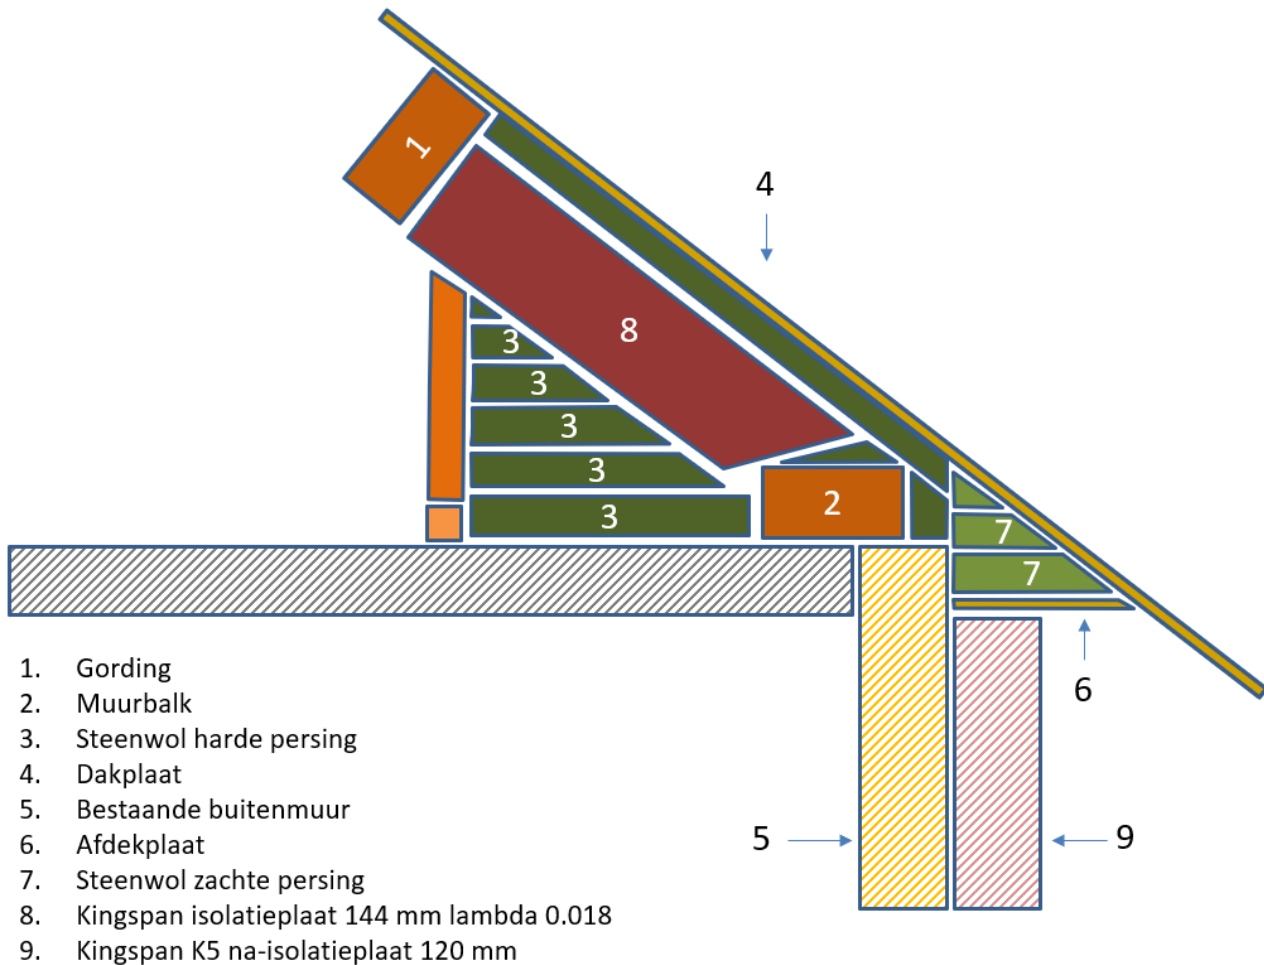 1
4
8
3
3
3
3
3
2
7
7
6
5
9
1. Gording
2. Muurbalk
3. Steenwol harde persing
4. Dakplaat
5. Bestaande buitenmuur
6. Afdekplaat
7. Steenwol zachte persing
8. Kingspan isolatieplaat 144 mm lambda 0.018
9. Kingspan K5 na-isolatieplaat 120 mm